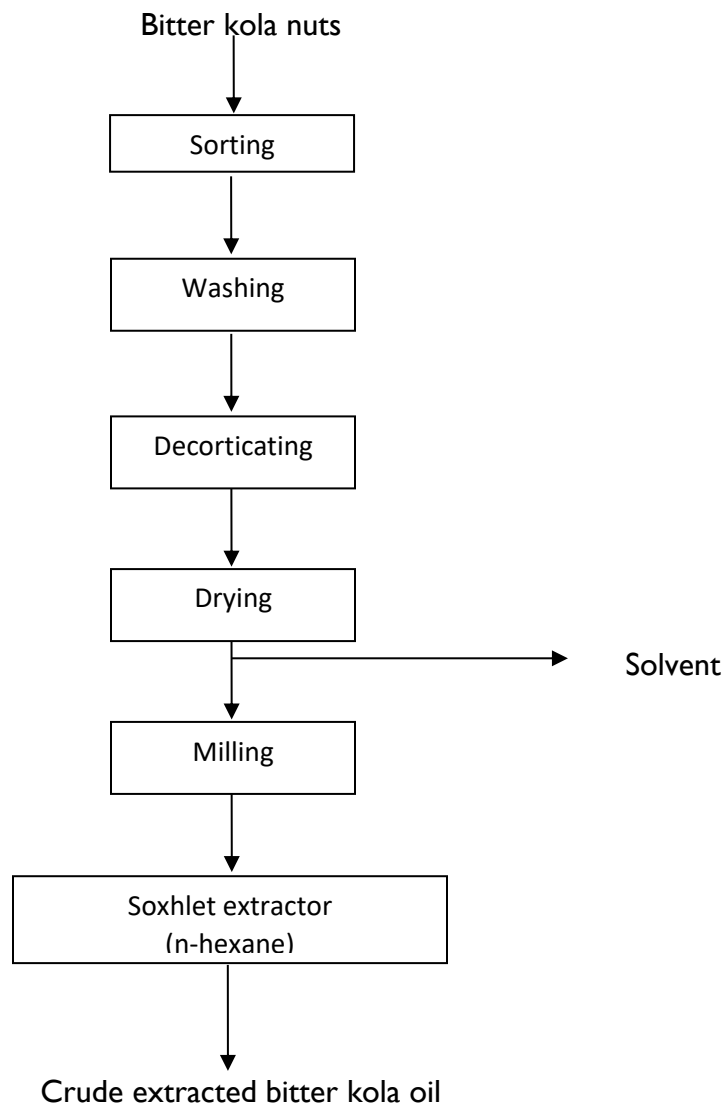 Bitter kola nuts
Sorting
Washing
Decorticating
Drying
Solvent
Milling
Soxhlet extractor
(n-hexane)
Crude extracted bitter kola oil